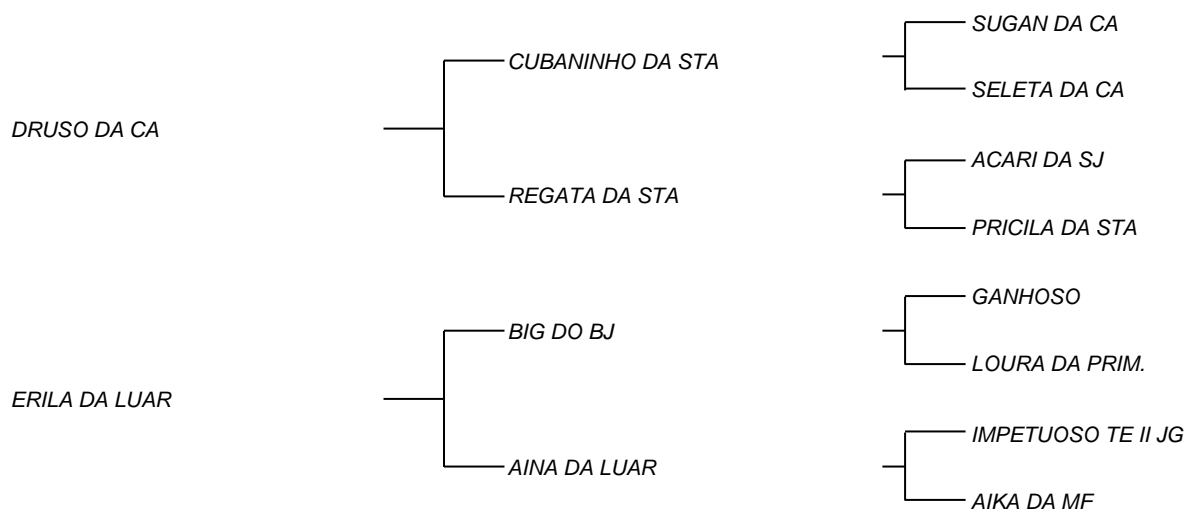 SUGAN DA CA
CUBANINHO DA STA
SELETA DA CA
DRUSO DA CA
ACARI DA SJ
REGATA DA STA
PRICILA DA STA
GANHOSO
BIG DO BJ
LOURA DA PRIM.
ERILA DA LUAR
IMPETUOSO TE II JG
AINA DA LUAR
AIKA DA MF